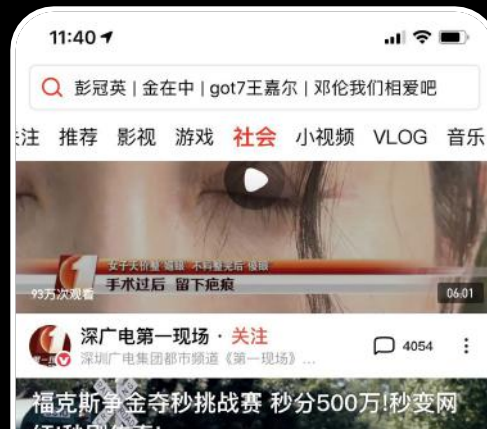 11:40
彭冠英 | 金在中 | got7王嘉尔 | 邓伦我们相爱吧
注 推荐 影视 游戏 社会 小视频 VLOG 音乐
手术过后 留下疤痕
93万次观看
06:01
深广电第一现场 · 关注
4054
深圳广电集团都市频道《第一现场》...
福克斯争金夺秒挑战赛 秒分500万!秒变网